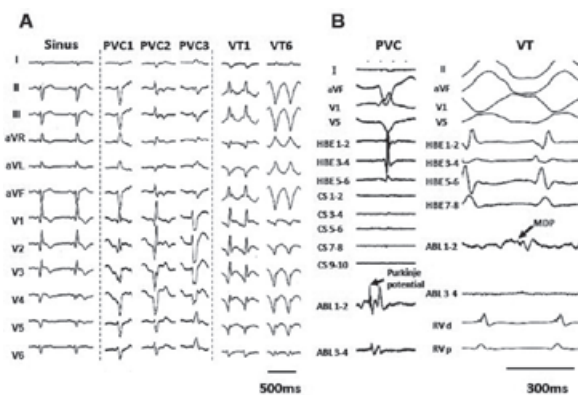 A
Sinus PVC1 PVC2 PVC3 VT1 VT6
I
II
III
aVR
aVL
aVF
V1
V2
V3
V4
V5
V6
500ms
B
PVC
I
aVF
V1
V5
HBE 1-2
HBE 3-4
HBE 5-6
CS 1-2
CS 3-4
CS 5-6
CS 7-8
CS 9-10
Purkinje
potential
ABL 1-2
ABL 3-4
VT
II
aVF
V1
V5
HBE 1-2
HBE 3-4
HBE 5-6
HBE 7-8
MDP
ABL 1-2
ABL 3-4
RV d
RV p
300ms